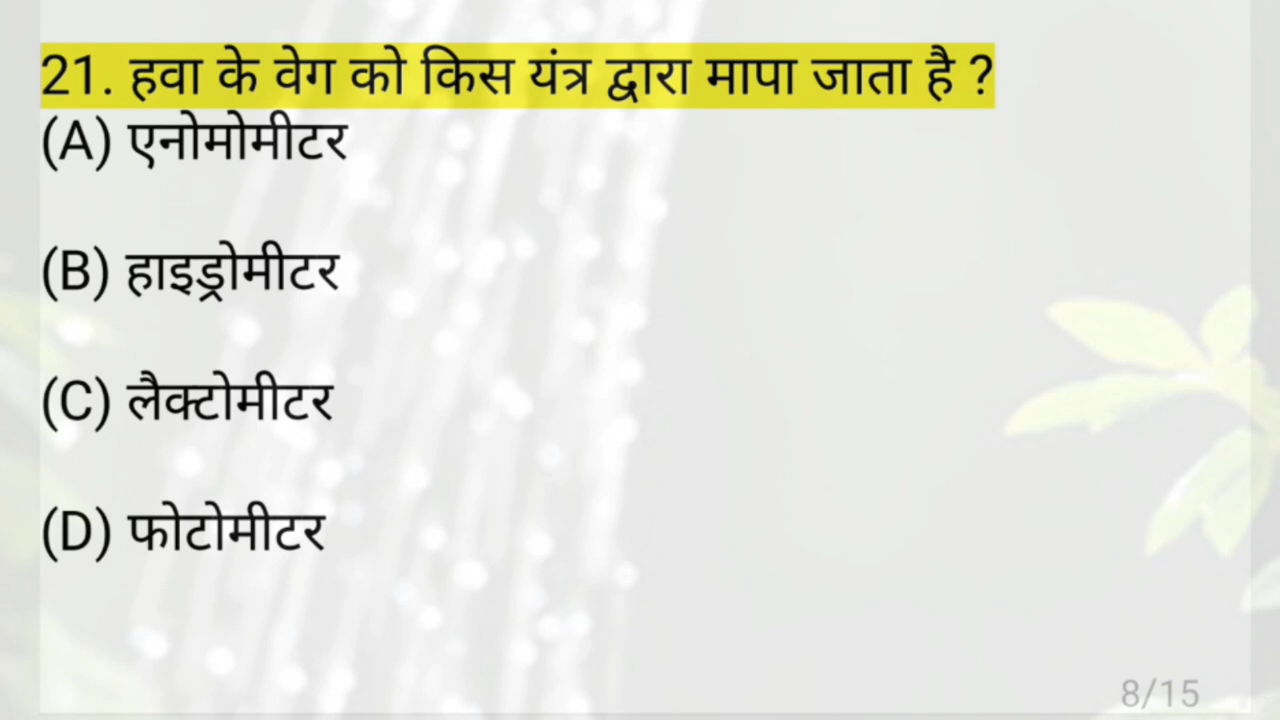 21. हवा के वेग को किस यंत्र द्वारा मापा जाता है ?
(A) एनोमोमीटर
(B) हाइड्रोमीटर
(C) लैक्टोमीटर
(D) फोटोमीटर
8/15